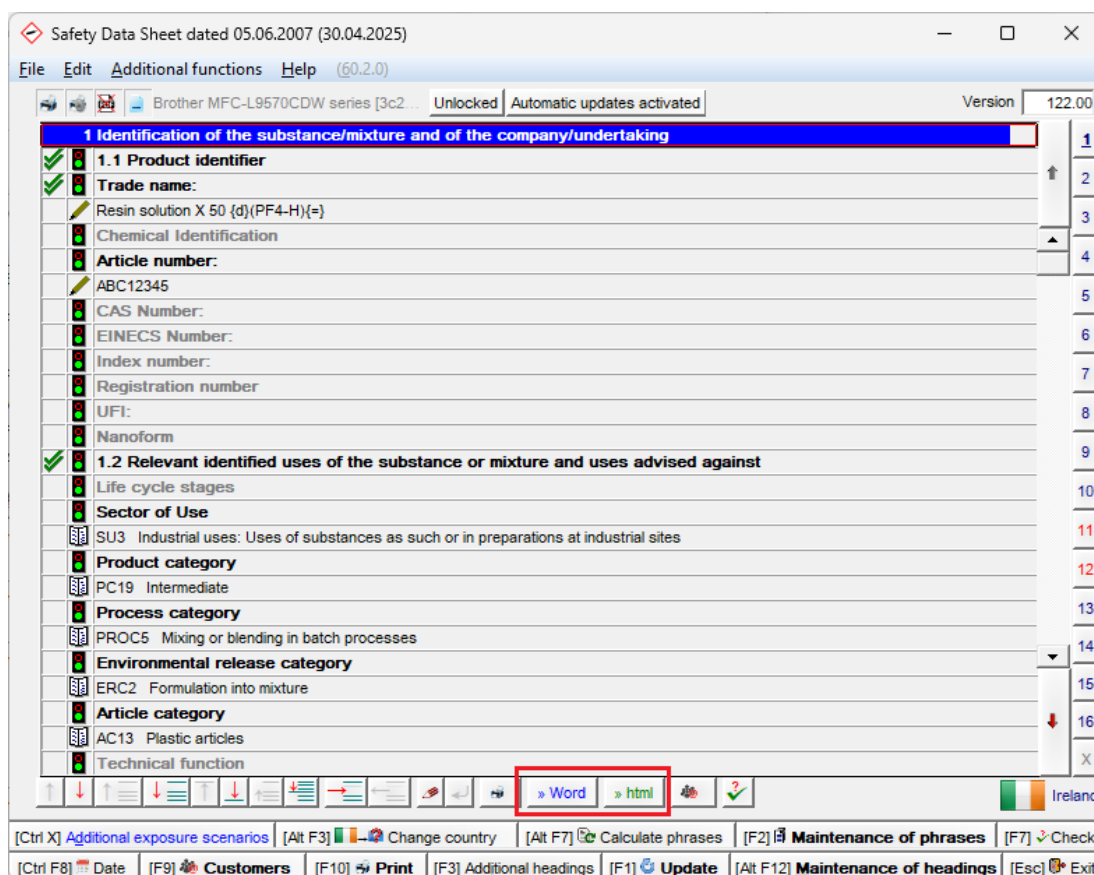 Safety Data Sheet dated 05.06.2007 (30.04.2025)
File Edit Additional functions Help (60.2.0)
Brother MFC-L9570CDW series [3c2... Unlocked Automatic updates activated Version 122.00
1 Identification of the substance/mixture and of the company/undertaking
1
1.1 Product identifier
Trade name:
2
Resin solution X 50 {d}(PF4-H){=}
3
Chemical Identification
Article number:
4
ABC12345
5
CAS Number:
EINECS Number:
6
Index number:
7
Registration number
UFI:
8
Nanoform
9
1.2 Relevant identified uses of the substance or mixture and uses advised against
Life cycle stages
10
Sector of Use
11
SU3 Industrial uses: Uses of substances as such or in preparations at industrial sites
Product category
12
PC19 Intermediate
13
Process category
PROC5 Mixing or blending in batch processes
14
Environmental release category
15
ERC2 Formulation into mixture
Article category
16
AC13 Plastic articles
X
Technical function
» Word » html Ireland
[Ctrl X] Additional exposure scenarios [Alt F3] Change country [Alt F7] Calculate phrases [F2] Maintenance of phrases [F7] Check
[Ctrl F8] Date [F9] Customers [F10] Print [F3] Additional headings [F1] Update [Alt F12] Maintenance of headings [Esc] Exit